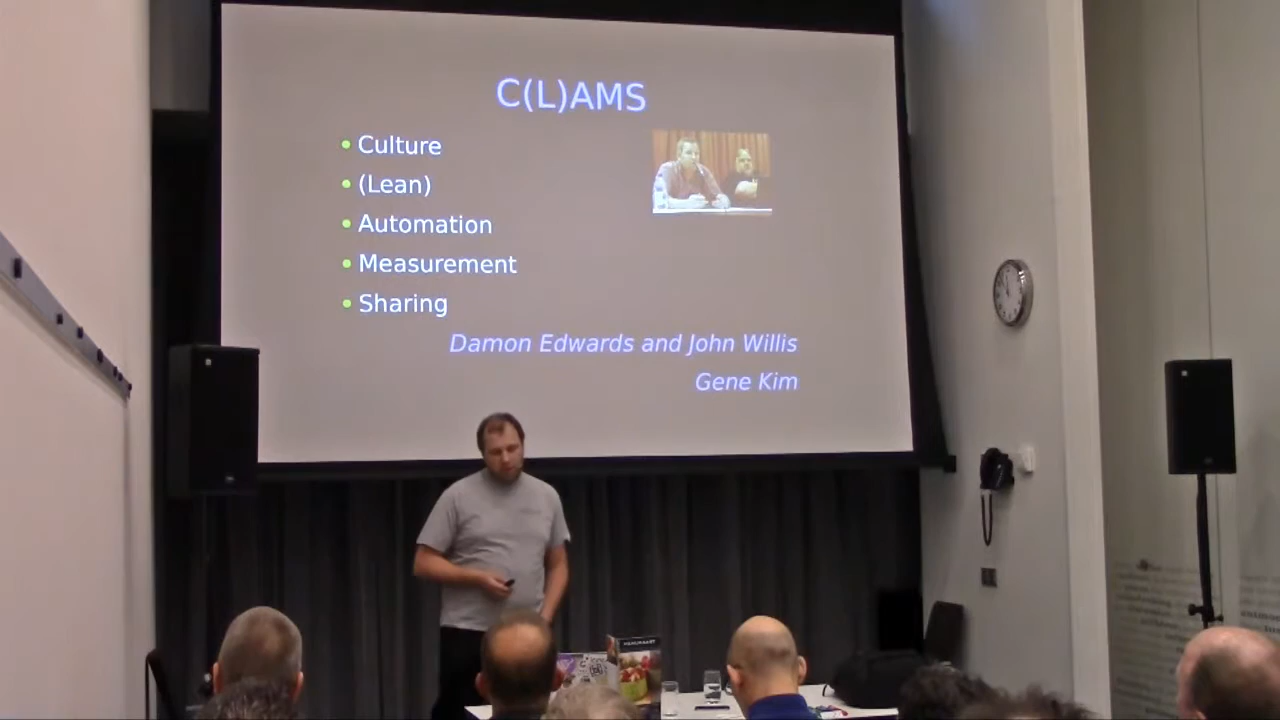 C(L)AMS
Culture
(Lean)
Automation
Measurement
Sharing
Damon Edwards and John Willis
Gene Kim